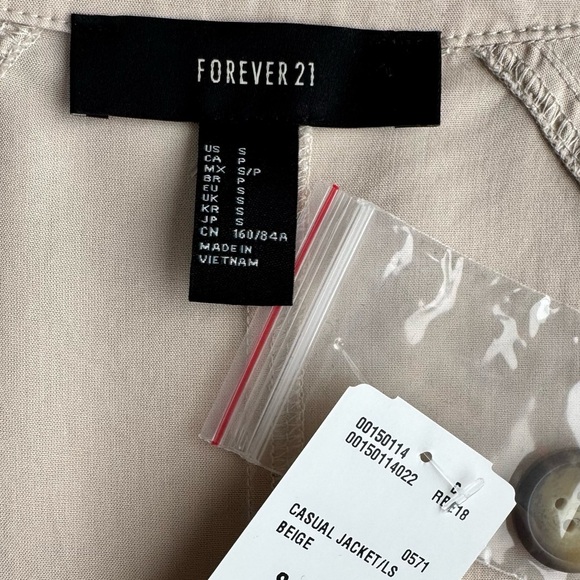 FOREVER 21
US S
CA P
MX S/P
BR P
EU S
UK S
KR S
JP S
CN 160/84A
MADE IN
VIETNAM
00150114
00150114022
RBE18
CASUAL JACKET/LS 0571
BEIGE